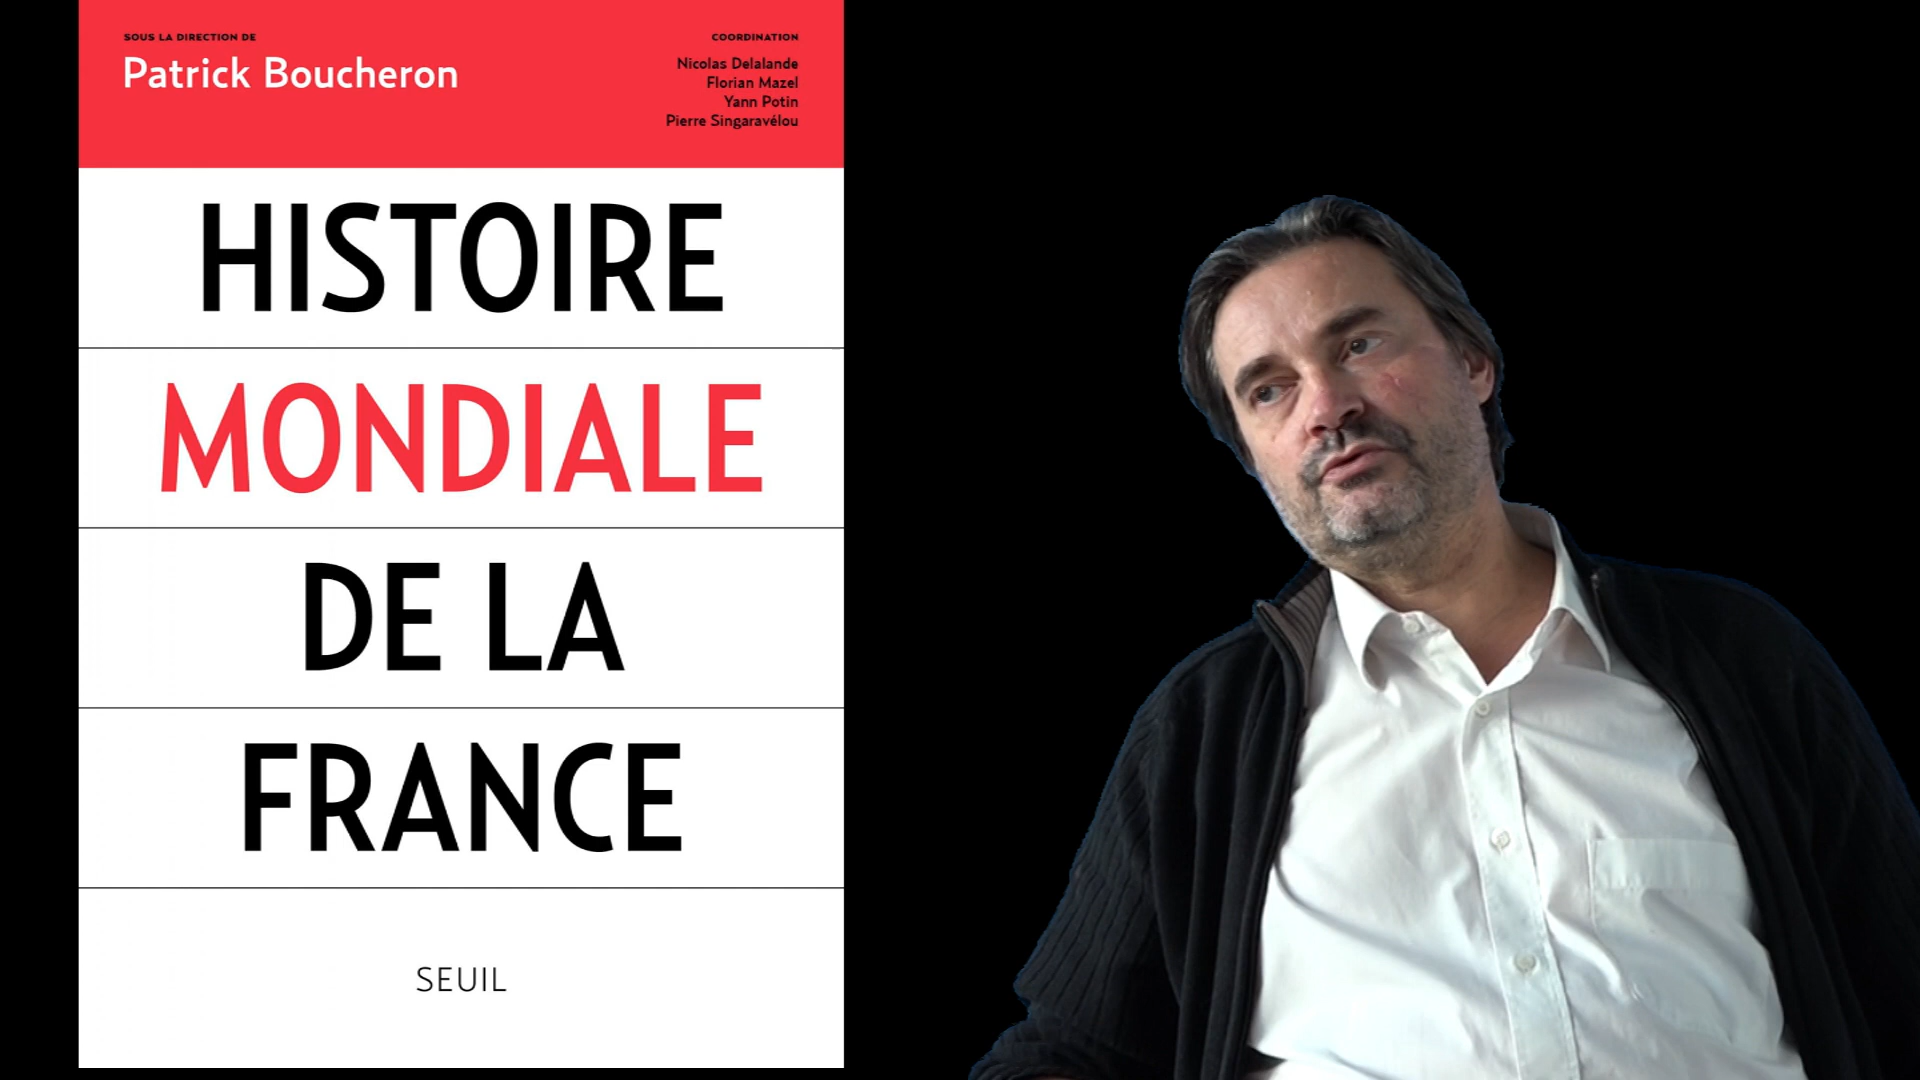 SOUS LA DIRECTION DE
Patrick Boucheron
COORDINATION
Nicolas Delalande
Florian Mazel
Yann Potin
Pierre Singaravélou
HISTOIRE
MONDIALE
DE LA
FRANCE
SEUIL